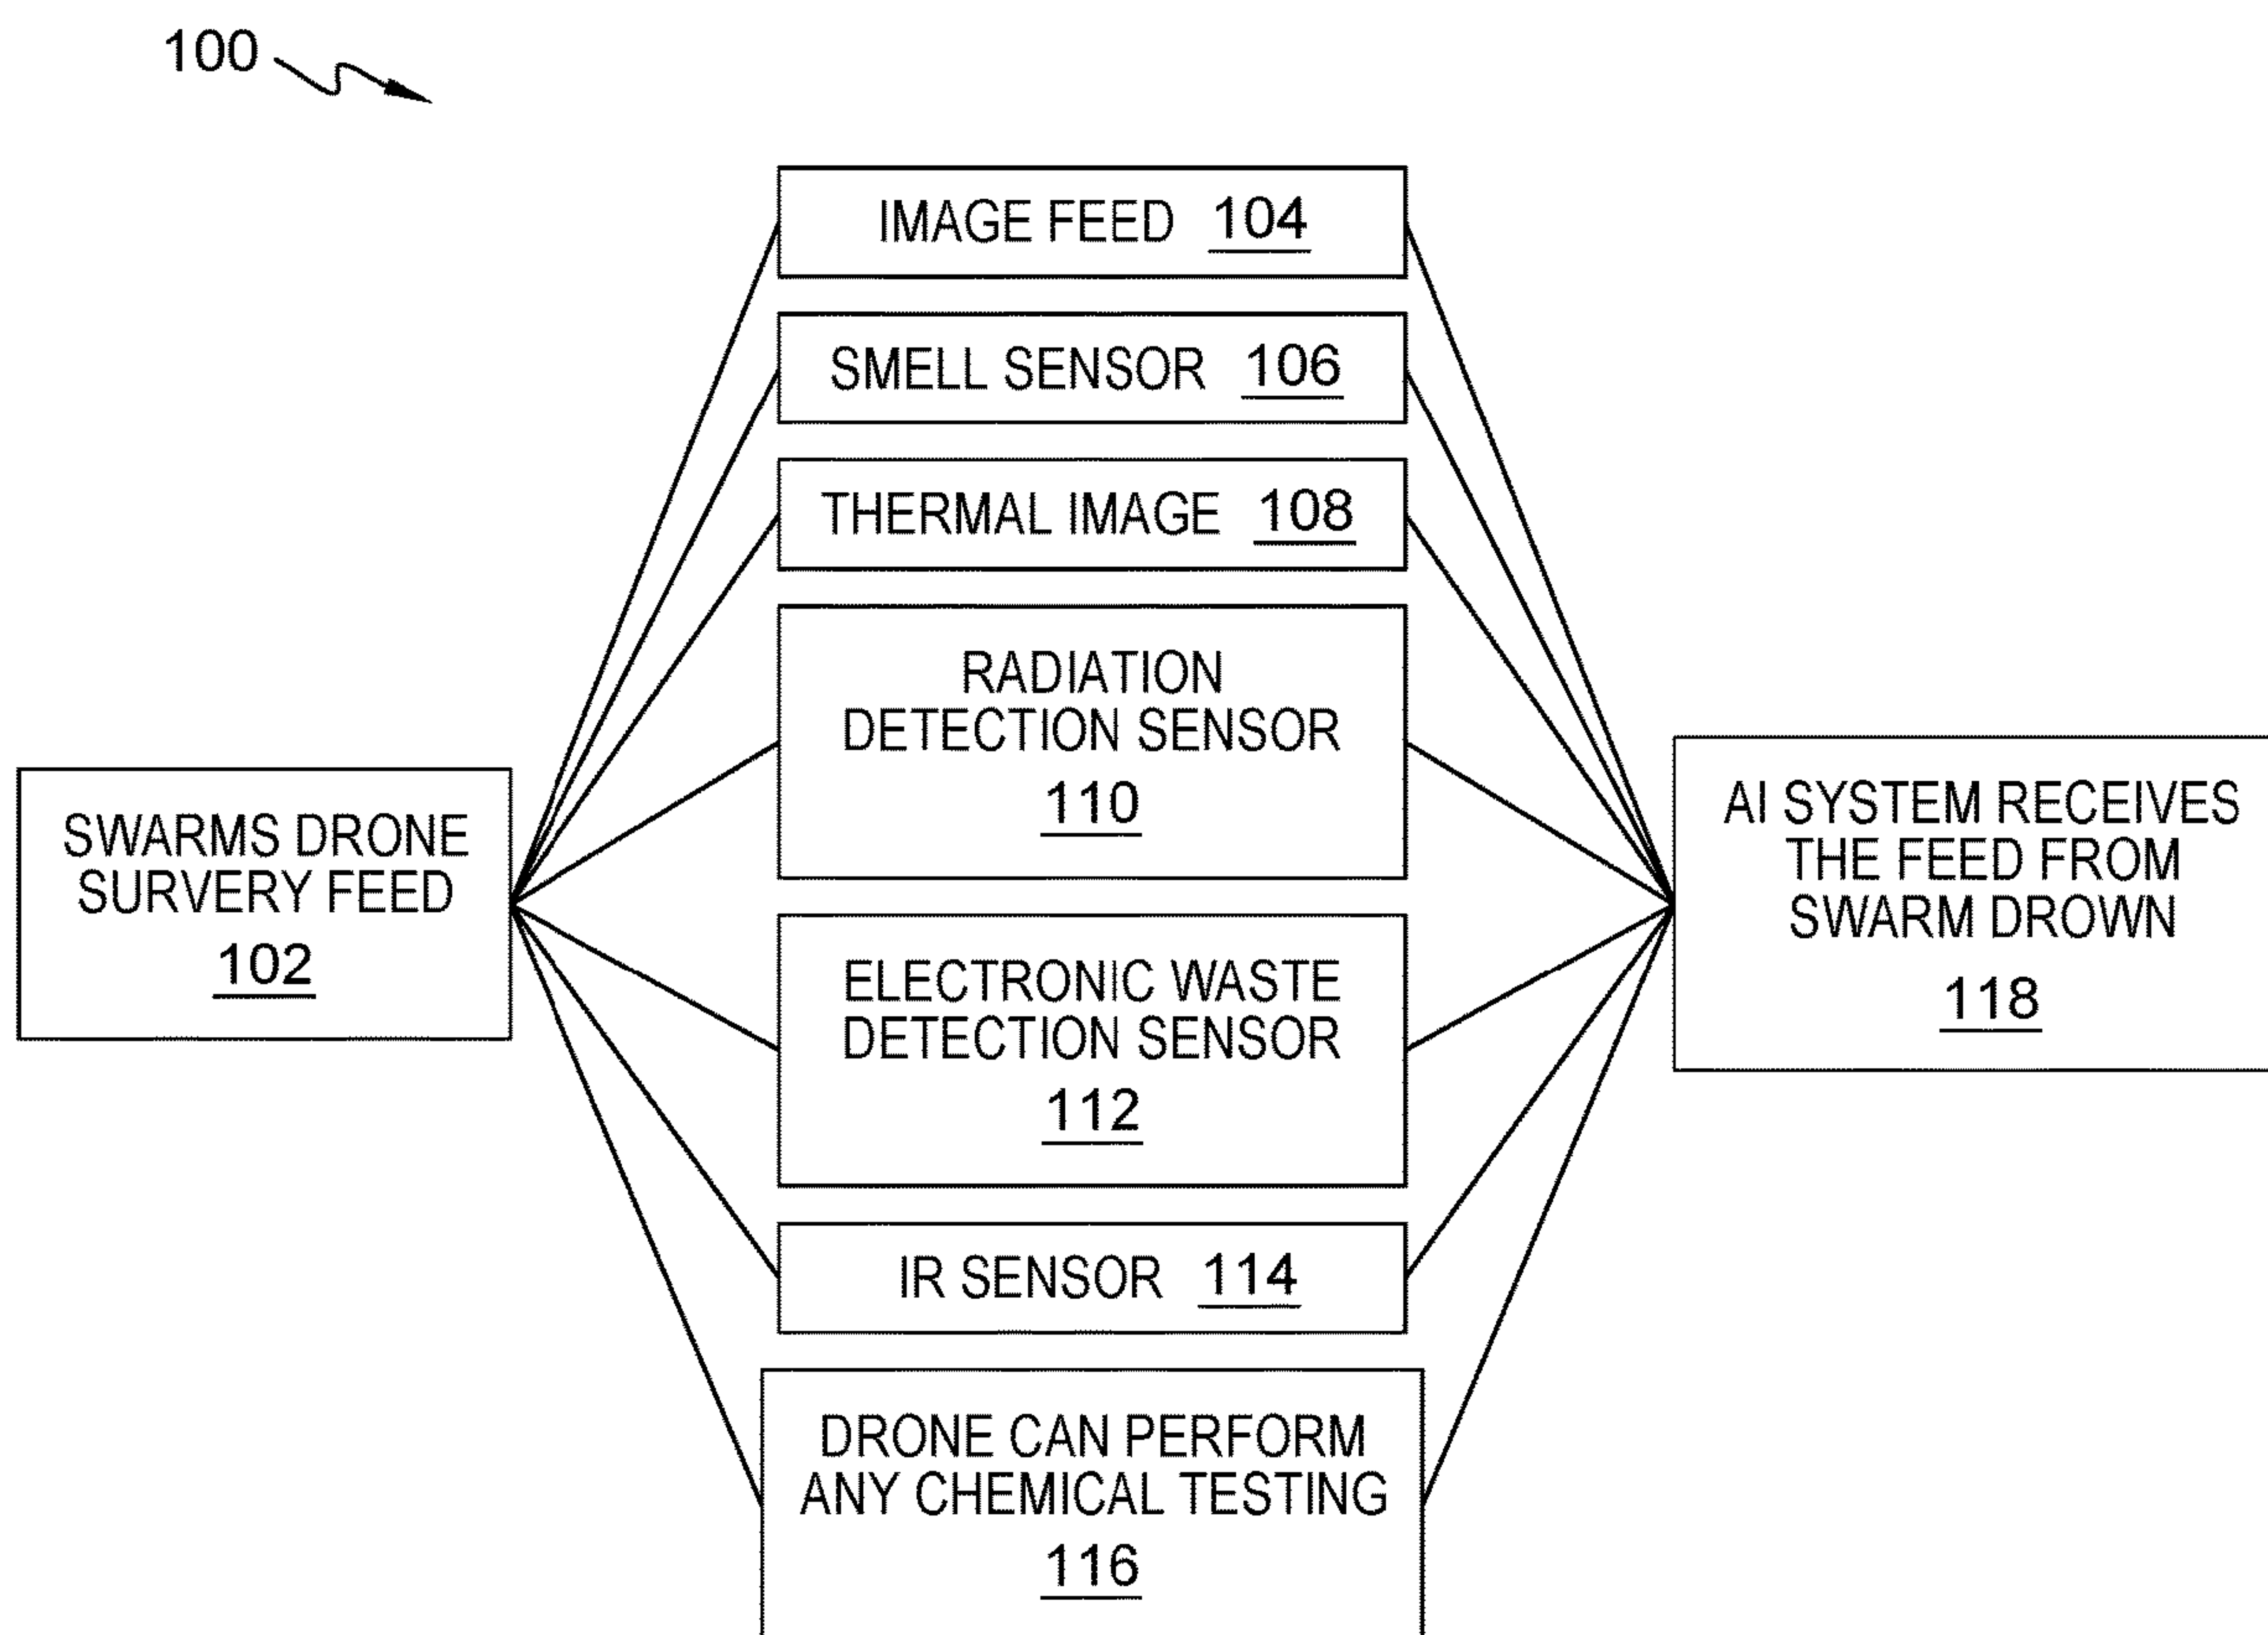 100
IMAGE FEED 104
SMELL SENSOR 106
THERMAL IMAGE 108
RADIATION
DETECTION SENSOR
110
SWARMS DRONE
SURVERY FEED
102
AI SYSTEM RECEIVES
THE FEED FROM
SWARM DROWN
118
ELECTRONIC WASTE
DETECTION SENSOR
112
IR SENSOR 114
DRONE CAN PERFORM
ANY CHEMICAL TESTING
116